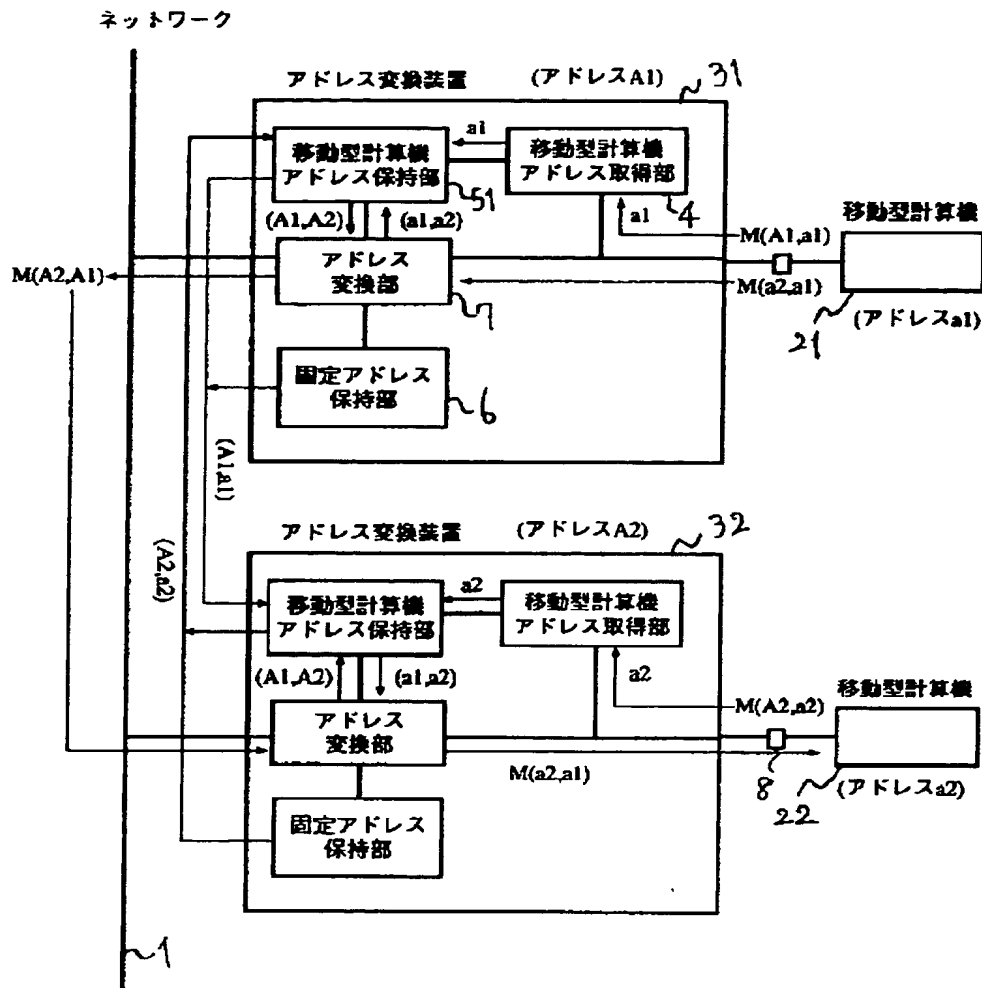 ネットワーク
アドレス変換装置 (アドレスA1) 31
移動型計算機
アドレス保持部
51
a1
移動型計算機
アドレス取得部
4
移動型計算機
(A1,A2) (a1,a2)
a1
M(A1,a1)
M(A2,A1)
アドレス
変換部
7
M(a2,a1)
21
(アドレスa1)
固定アドレス
保持部
6
(A1,a1)
(A2,a2)
アドレス変換装置 (アドレスA2) 32
移動型計算機
アドレス保持部
a2
移動型計算機
アドレス取得部
(A1,A2) (a1,a2)
a2
M(A2,a2)
移動型計算機
アドレス
変換部
M(a2,a1)
8
22
(アドレスa2)
固定アドレス
保持部
1